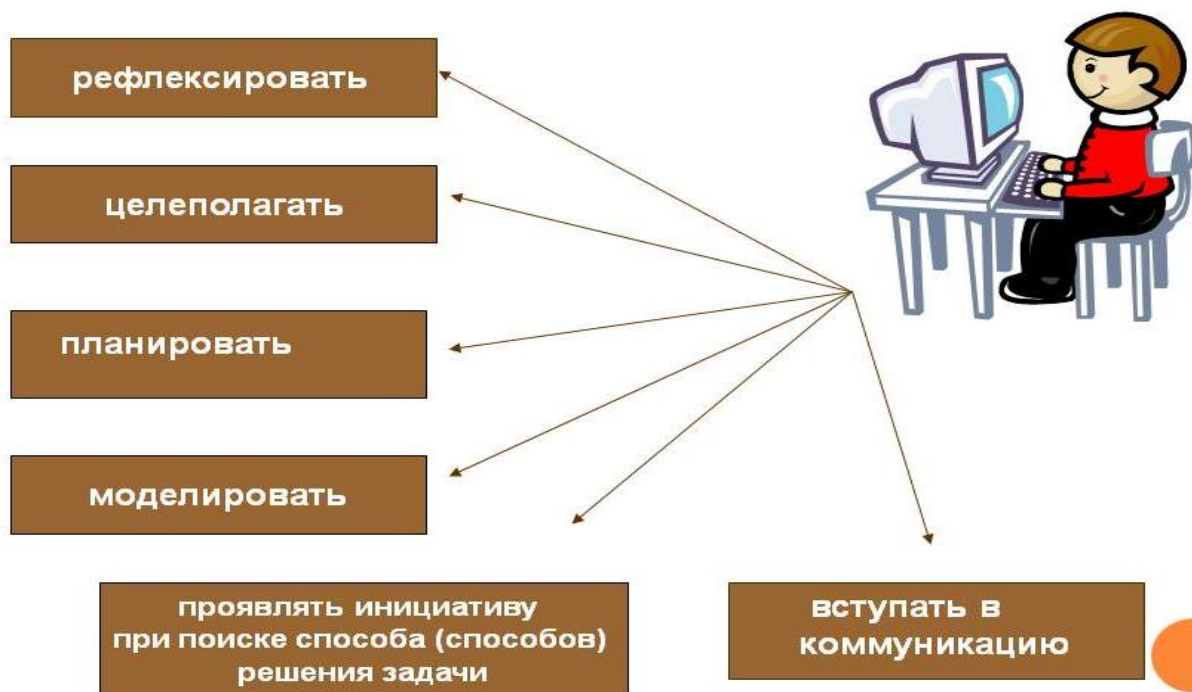 рефлексировать
целеполагать
планировать
моделировать
проявлять инициативу
при поиске способа (способов)
решения задачи
вступать в
коммуникацию